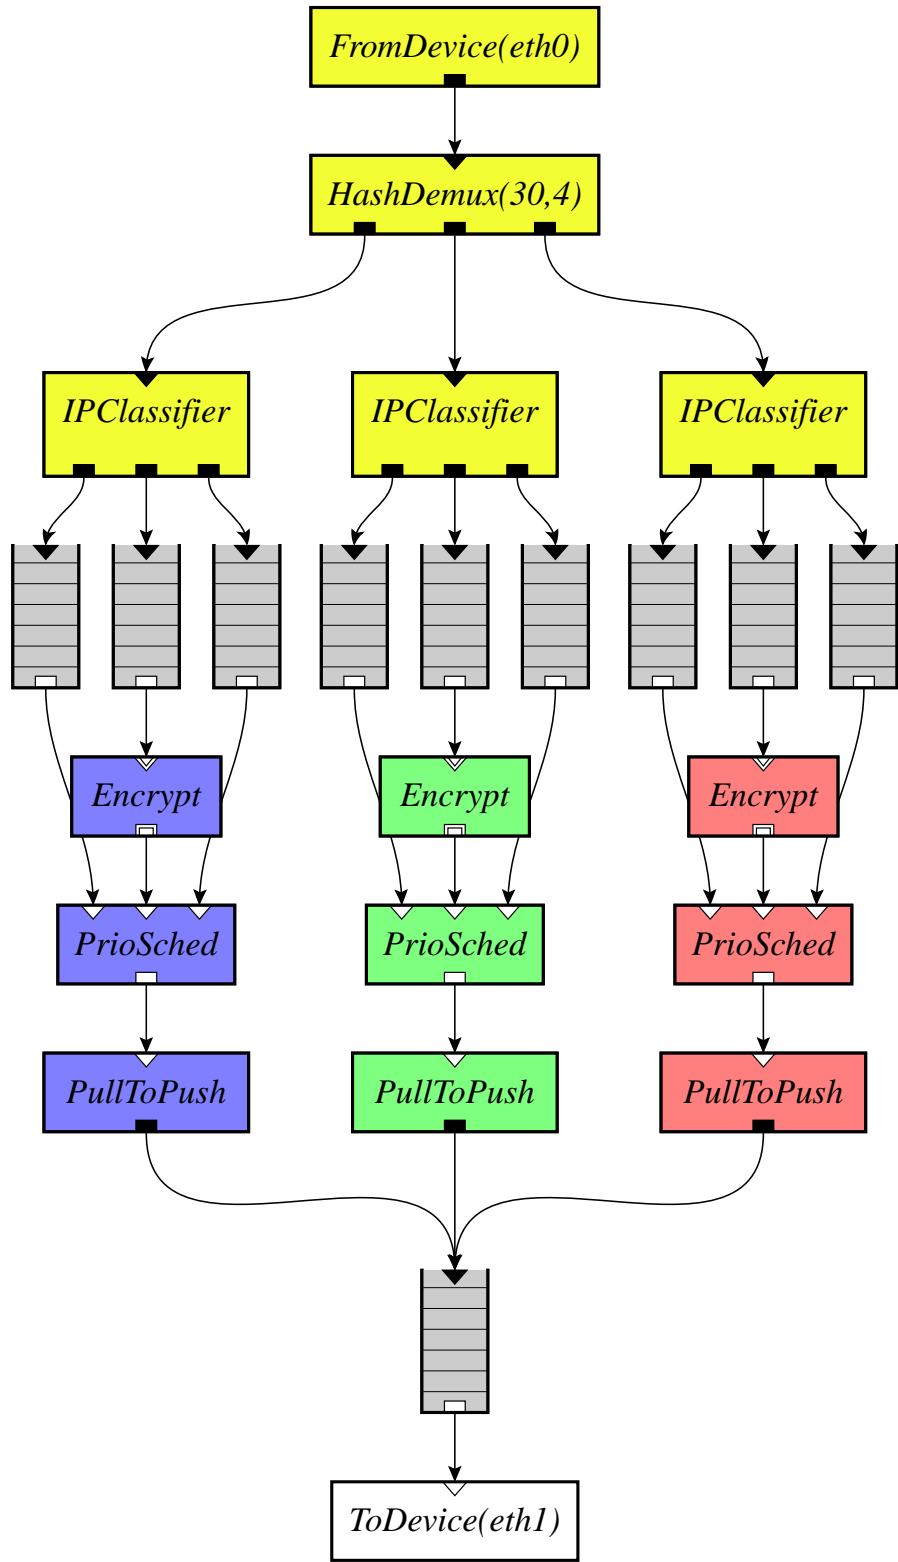 FromDevice(eth0)
HashDemux(30,4)
IPClassifier
IPClassifier
IPClassifier
Encrypt
Encrypt
Encrypt
PrioSched
PrioSched
PrioSched
PullToPush
PullToPush
PullToPush
ToDevice(eth1)